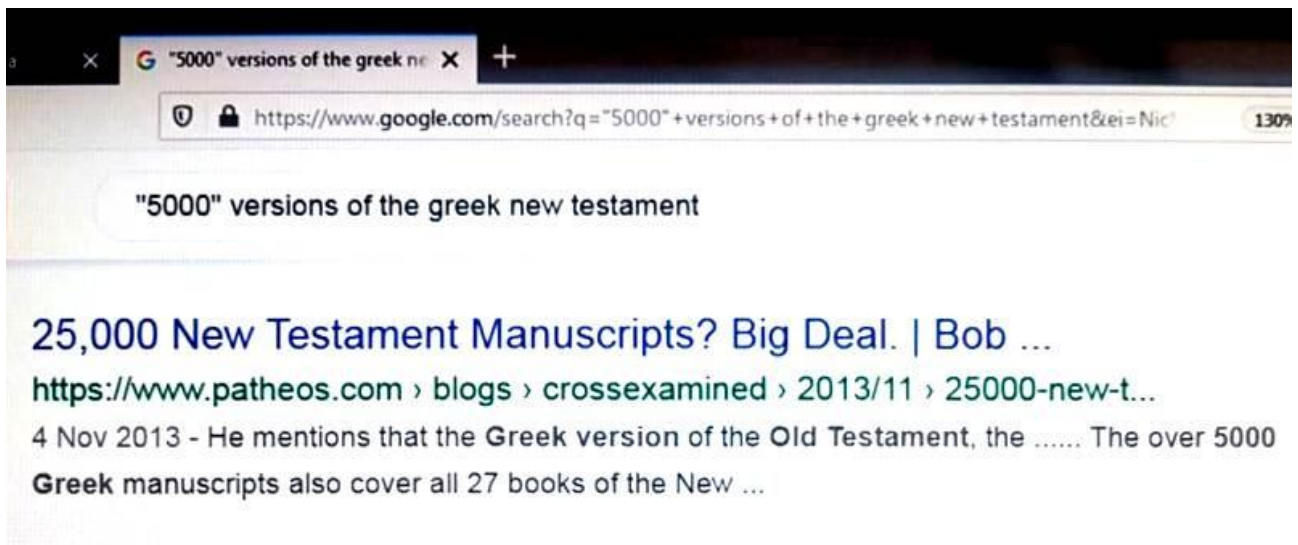 "5000" versions of the greek ne
https://www.google.com/search?q="5000"+versions+of+the+greek+new+testament&ei=Nic
130%
"5000" versions of the greek new testament
25,000 New Testament Manuscripts? Big Deal. | Bob ...
https://www.patheos.com › blogs › crossexamined › 2013/11 › 25000-new-t...
4 Nov 2013 - He mentions that the Greek version of the Old Testament, the ...... The over 5000
Greek manuscripts also cover all 27 books of the New ...